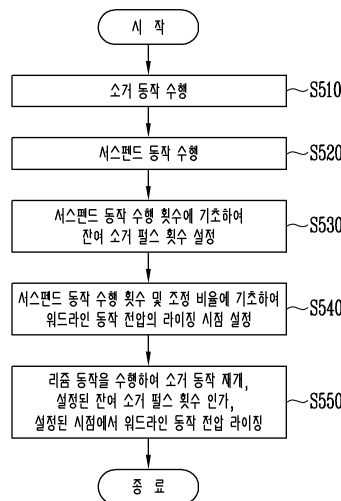 시 작
소거 동작 수행
S510
서스펜드 동작 수행
S520
서스펜드 동작 수행 횟수에 기초하여
잔여 소거 펄스 횟수 설정
S530
서스펜드 동작 수행 횟수 및 조정 비율에 기초하여
워드라인 동작 전압의 라이징 시점 설정
S540
리줌 동작을 수행하여 소거 동작 재개,
설정된 잔여 소거 펄스 횟수 인가,
설정된 시점에서 워드라인 동작 전압 라이징
S550
종 료